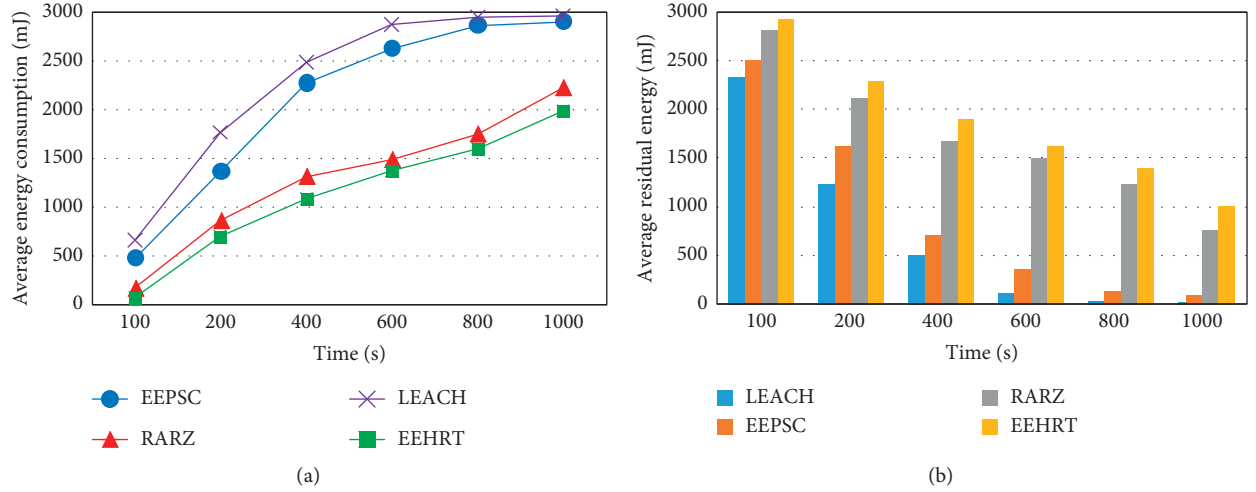 Average energy consumption (mJ)
3000
2500
2000
1500
1000
500
0
100 200 400 600 800 1000
Time (s)
EEPSC LEACH
RARZ EEHRT
(a)
Average residual energy (mJ)
3000
2500
2000
1500
1000
500
0
100 200 400 600 800 1000
Time (s)
LEACH RARZ
EEPSC EEHRT
(b)